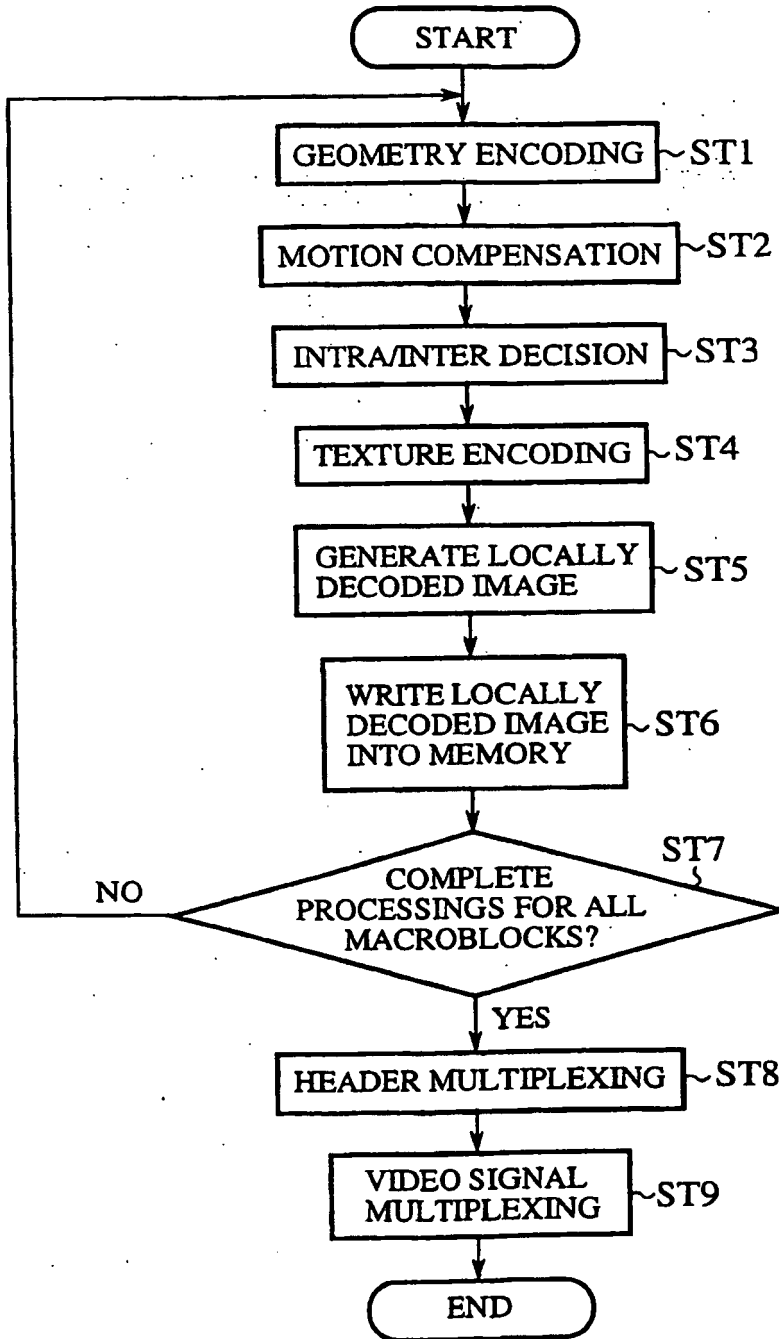 START
GEOMETRY ENCODING
ST1
MOTION COMPENSATION
ST2
INTRA/INTER DECISION
ST3
TEXTURE ENCODING
ST4
GENERATE LOCALLY
DECODED IMAGE
ST5
WRITE LOCALLY
DECODED IMAGE
INTO MEMORY
ST6
ST7
NO
COMPLETE
PROCESSINGS FOR ALL
MACROBLOCKS?
YES
HEADER MULTIPLEXING
ST8
VIDEO SIGNAL
MULTIPLEXING
ST9
END